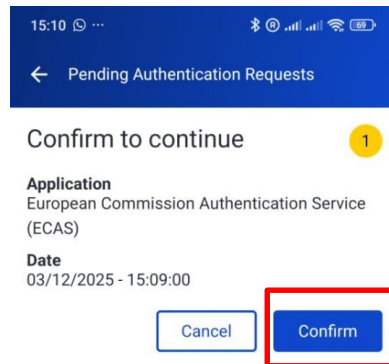 15:10 ...
R 69
← Pending Authentication Requests
Confirm to continue 1
Application
European Commission Authentication Service
(ECAS)
Date
03/12/2025 - 15:09:00
Cancel Confirm